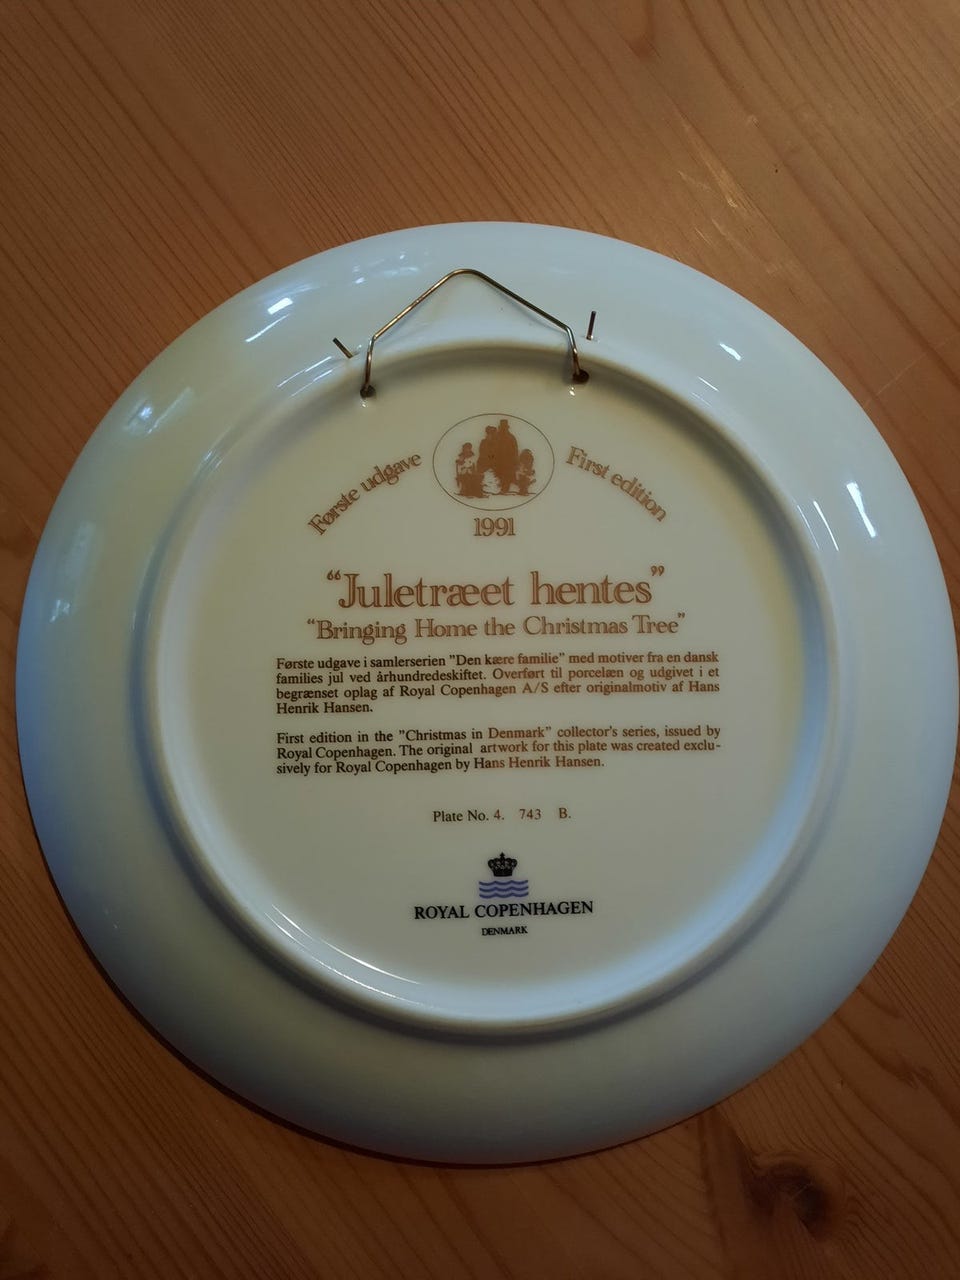 Første udgave
First edition
1991
“Juletræet hentes”
“Bringing Home the Christmas Tree”
Første udgave i samlerserien "Den kære familie" med motiver fra en dansk
families jul ved århundredeskiftet. Overført til porcelæn og udgivet i et
begrænset oplag af Royal Copenhagen A/S efter originalmotiv af Hans
Henrik Hansen.
First edition in the "Christmas in Denmark" collector's series, issued by
Royal Copenhagen. The original artwork for this plate was created exclu-
sively for Royal Copenhagen by Hans Henrik Hansen.
Plate No. 4. 743 B.
ROYAL COPENHAGEN
DENMARK